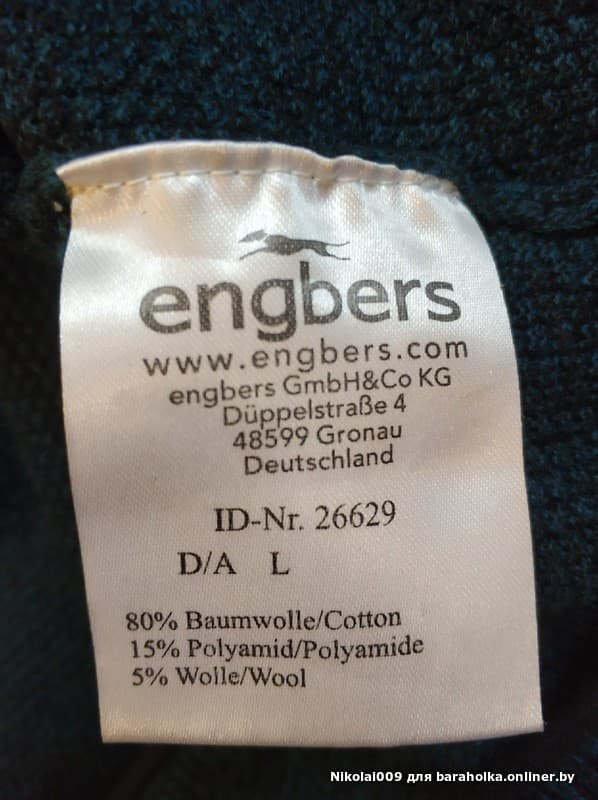 engbers
www.engbers.com
engbers GmbH&Co KG
Düppelstraße 4
48599 Gronau
Deutschland
ID-Nr. 26629
D/A L
80% Baumwolle/Cotton
15% Polyamid/Polyamide
5% Wolle/Wool
Nikolai009 для baraholka.onliner.by